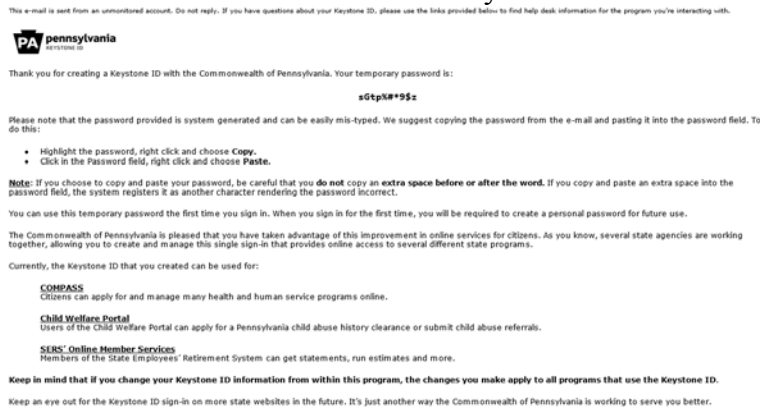 This e-mail is sent from an unmonitored account. Do not reply. If you have questions about your Keystone ID, please use the links provided below to find help desk information for the program you're interacting with.
PA pennsylvania
KEYSTONE ID
Thank you for creating a Keystone ID with the Commonwealth of Pennsylvania. Your temporary password is:
sGtp%#*9$z
Please note that the password provided is system generated and can be easily mis-typed. We suggest copying the password from the e-mail and pasting it into the password field. To
do this:
• Highlight the password, right click and choose Copy.
• Click in the Password field, right click and choose Paste.
Note: If you choose to copy and paste your password, be careful that you do not copy an extra space before or after the word. If you copy and paste an extra space into the
password field, the system registers it as another character rendering the password incorrect.
You can use this temporary password the first time you sign in. When you sign in for the first time, you will be required to create a personal password for future use.
The Commonwealth of Pennsylvania is pleased that you have taken advantage of this improvement in online services for citizens. As you know, several state agencies are working
together, allowing you to create and manage this single sign-in that provides online access to several different state programs.
Currently, the Keystone ID that you created can be used for:
COMPASS
Citizens can apply for and manage many health and human service programs online.
Child Welfare Portal
Users of the Child Welfare Portal can apply for a Pennsylvania child abuse history clearance or submit child abuse referrals.
SERS' Online Member Services
Members of the State Employees' Retirement System can get statements, run estimates and more.
Keep in mind that if you change your Keystone ID information from within this program, the changes you make apply to all programs that use the Keystone ID.
Keep an eye out for the Keystone ID sign-on on more state websites in the future. It's just another way the Commonwealth of Pennsylvania is working to serve you better.